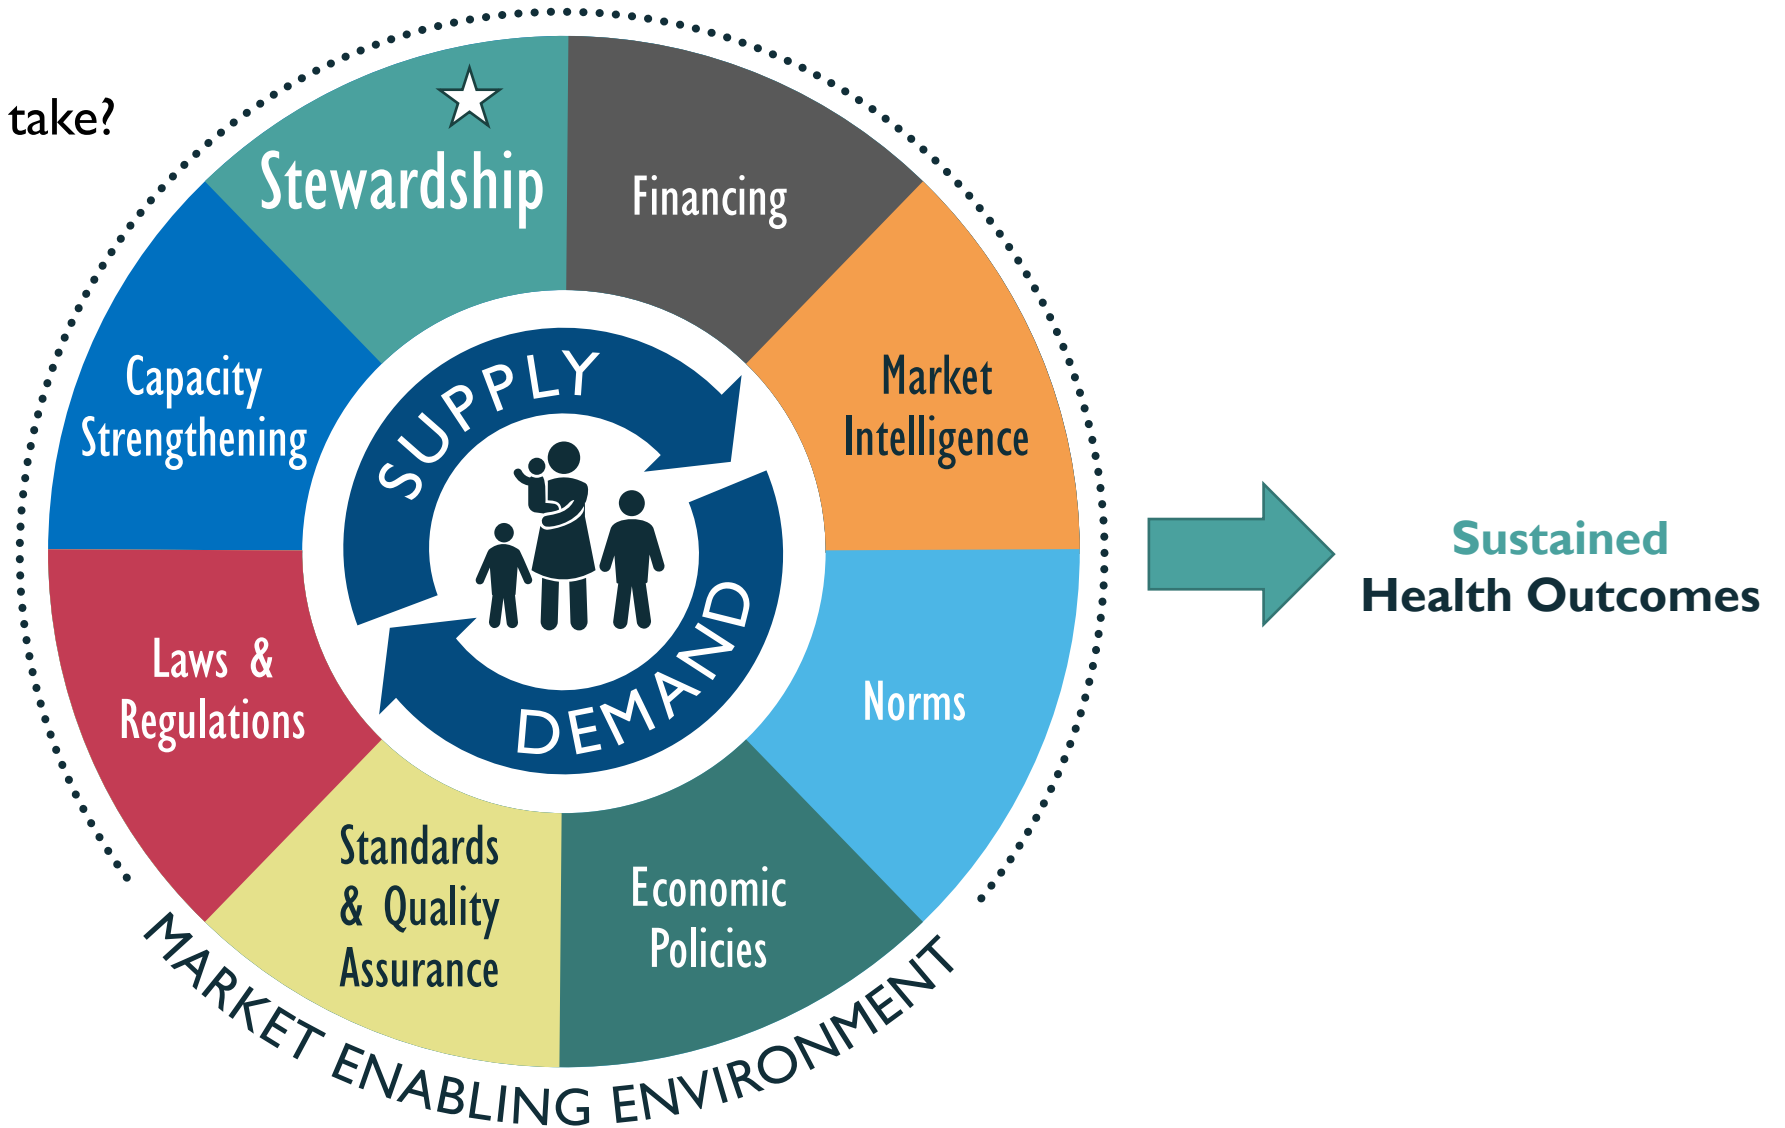 take?
Stewardship
Financing
Market
Intelligence
Norms
Economic
Policies
Standards
& Quality
Assurance
Laws &
Regulations
Capacity
Strengthening
SUPPLY
DEMAND
MARKET ENABLING ENVIRONMENT
Sustained
Health Outcomes